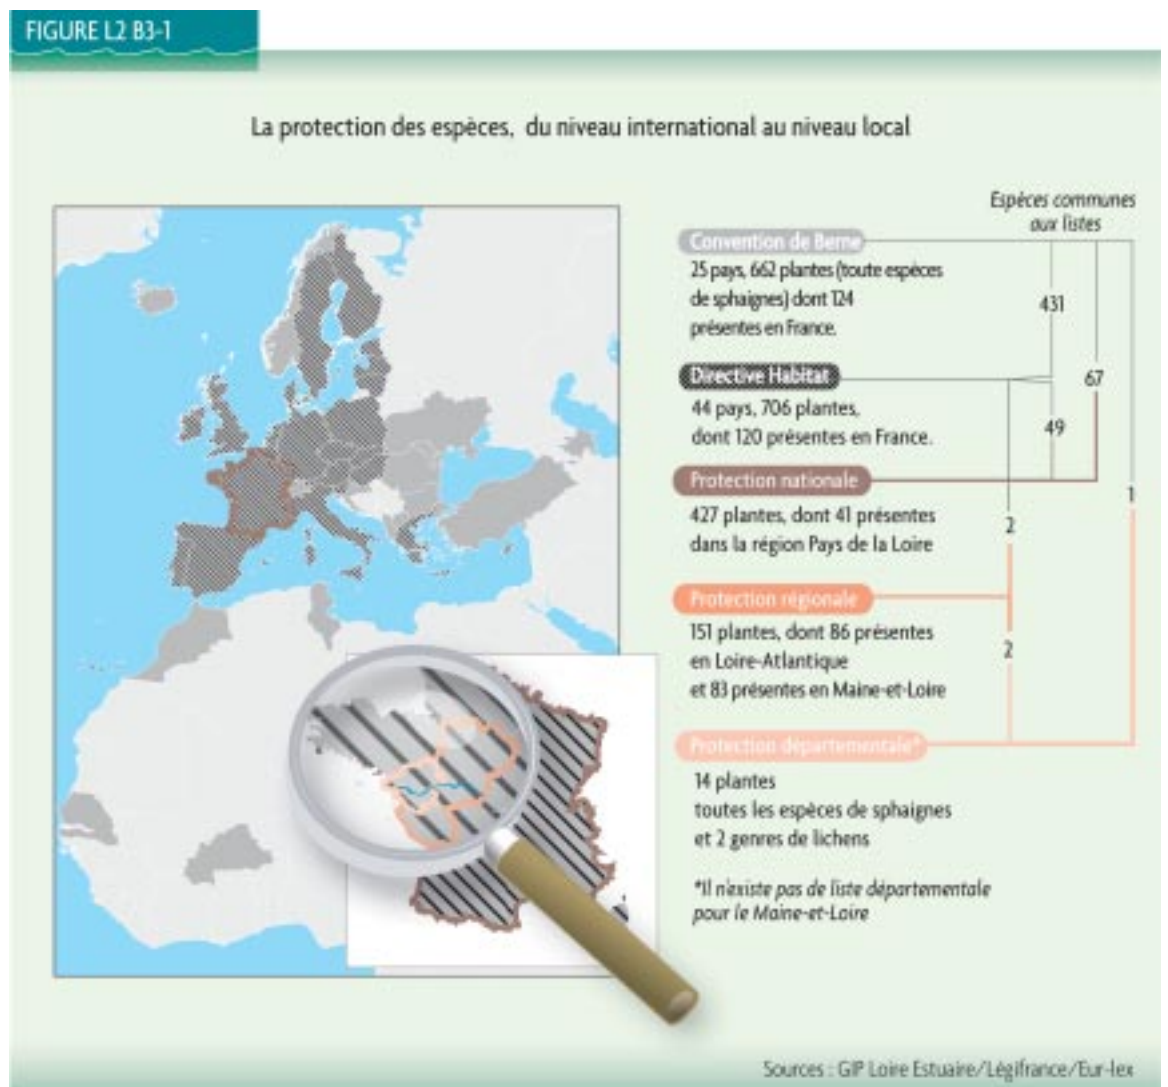 FIGURE L2 B3-1
La protection des espèces, du niveau international au niveau local
Espèces communes
aux listes
Convention de Berne
25 pays, 662 plantes (toute espèces
de sphaignes) dont 124
présentes en France.
431
Directive Habitat
67
44 pays, 706 plantes,
dont 120 présentes en France.
49
Protection nationale
1
427 plantes, dont 41 présentes
dans la région Pays de la Loire
2
Protection régionale
151 plantes, dont 86 présentes
en Loire-Atlantique
et 83 présentes en Maine-et-Loire
2
Protection départementale*
14 plantes
toutes les espèces de sphaignes
et 2 genres de lichens
*Il n'existe pas de liste départementale
pour le Maine-et-Loire
Sources : GIP Loire Estuaire/Légifrance/Eur-lex